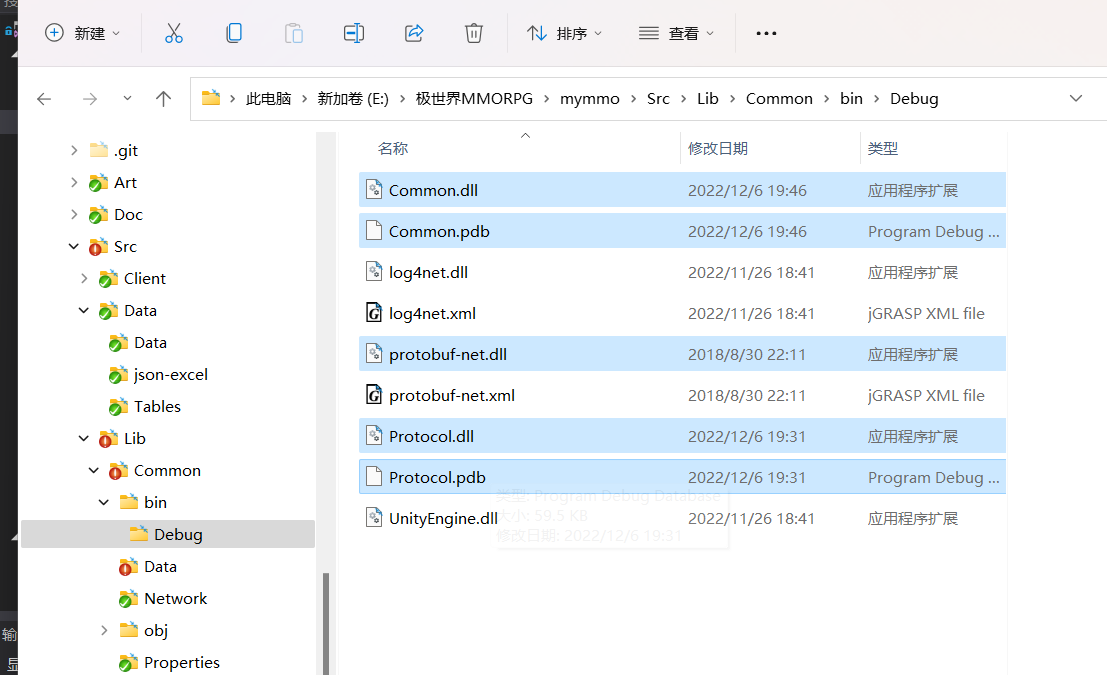 新建
排序
查看
此电脑 > 新加卷 (E:) > 极世界MMORPG > mymmo > Src > Lib > Common > bin > Debug
.git
Art
Doc
Src
Client
Data
Data
json-excel
Tables
Lib
Common
bin
Debug
Data
Network
obj
Properties
名称 修改日期 类型
Common.dll 2022/12/6 19:46 应用程序扩展
Common.pdb 2022/12/6 19:46 Program Debug ...
log4net.dll 2022/11/26 18:41 应用程序扩展
log4net.xml 2022/11/26 18:41 jGRASP XML file
protobuf-net.dll 2018/8/30 22:11 应用程序扩展
protobuf-net.xml 2018/8/30 22:11 jGRASP XML file
Protocol.dll 2022/12/6 19:31 应用程序扩展
Protocol.pdb 2022/12/6 19:31 Program Debug ...
类型: Program Debug Database
UnityEngine.dll 2022/11/26 18:41 应用程序扩展
大小: 59.5 KB
修改日期: 2022/12/6 19:31
输